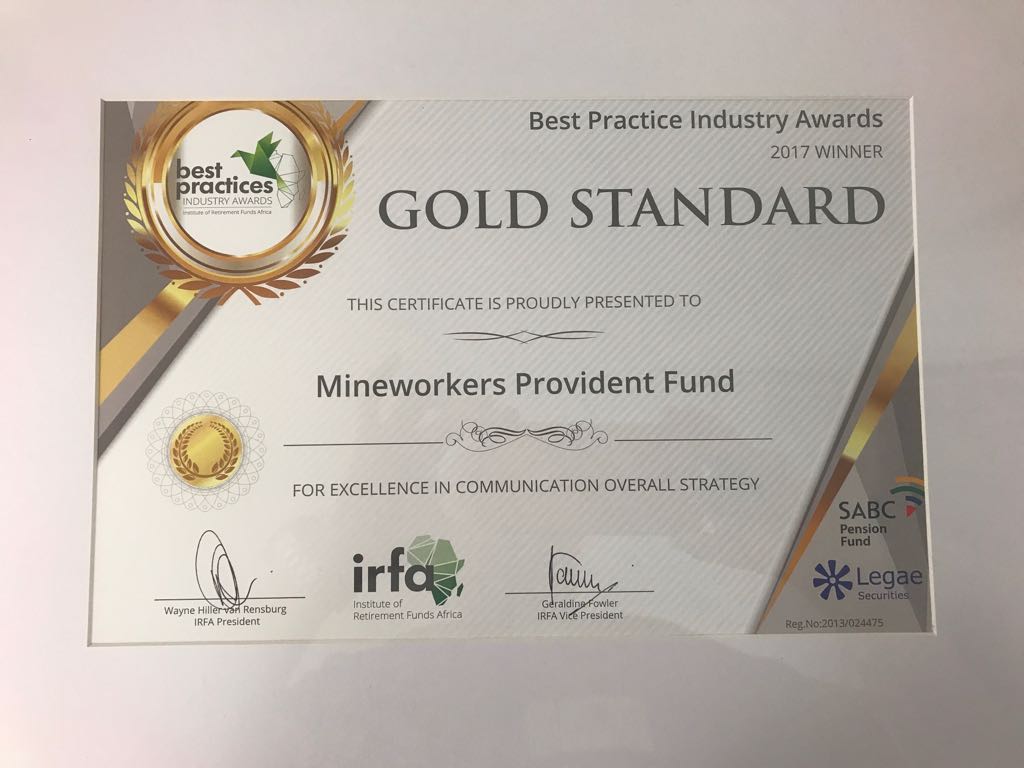 best
practices
INDUSTRY AWARDS
Institute of Retirement Funds Africa
Best Practice Industry Awards
2017 WINNER
GOLD STANDARD
THIS CERTIFICATE IS PROUDLY PRESENTED TO
Mineworkers Provident Fund
FOR EXCELLENCE IN COMMUNICATION OVERALL STRATEGY
Wayne Hiller van Rensburg
IRFA President
irfa
Institute of
Retirement Funds Africa
Geraldine Fowler
IRFA Vice President
SABC
Pension
Fund
Legae
Securities
Reg.No:2013/024475